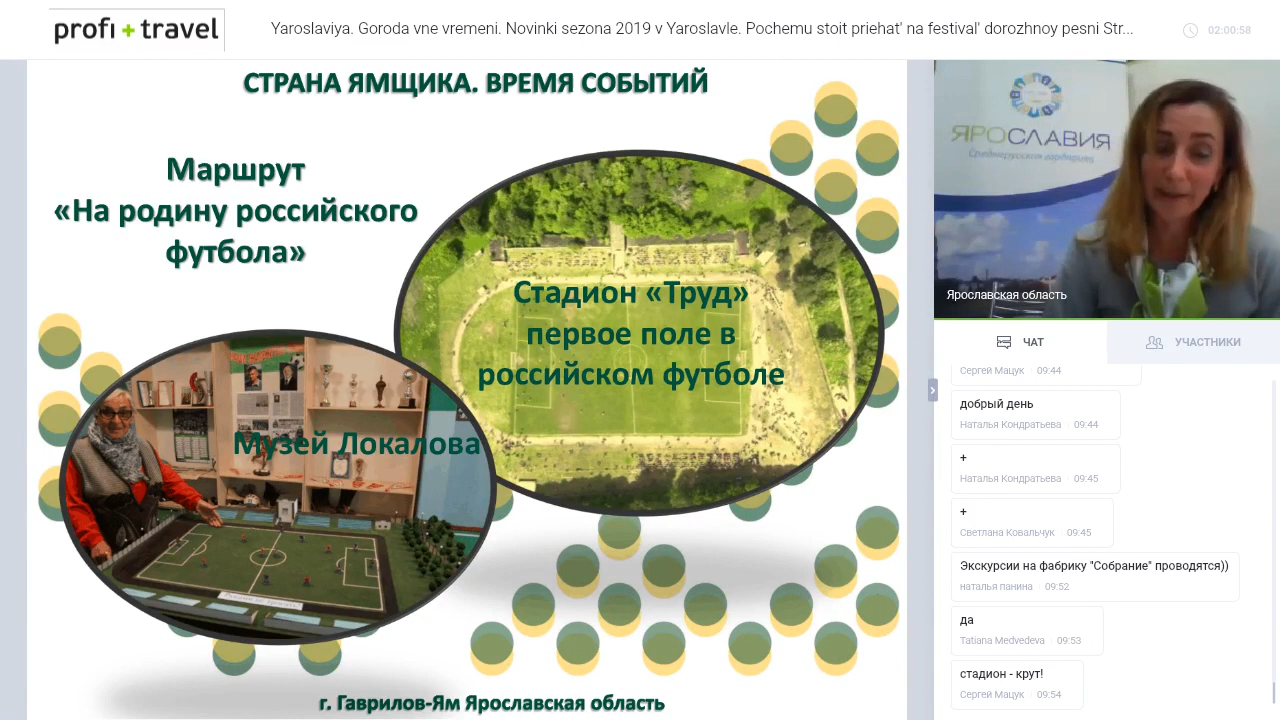 profi + travel
Yaroslaviya. Goroda vne vremeni. Novinki sezona 2019 v Yaroslavle. Pochemu stoit priehat' na festival' dorozhnoy pesni Str...
02:00:58
СТРАНА ЯМЩИКА. ВРЕМЯ СОБЫТИЙ
Маршрут
«На родину российского
футбола»
Стадион «Труд»
первое поле в
российском футболе
Музей Локалова
г. Гаврилов-Ям Ярославская область
ЯРОСЛАВИЯ
Ярославская область
ЧАТ
УЧАСТНИКИ
Сергей Мацук · 09:44
добрый день
Наталья Кондратьева · 09:44
+
Наталья Кондратьева · 09:45
+
Светлана Ковальчук · 09:45
Экскурсии на фабрику "Собрание" проводятся))
наталья панина · 09:52
да
Tatiana Medvedeva · 09:53
стадион - крут!
Сергей Мацук · 09:54